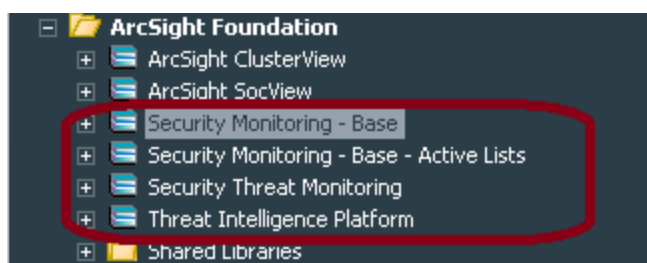 ArcSight Foundation
ArcSight ClusterView
ArcSight SocView
Security Monitoring - Base
Security Monitoring - Base - Active Lists
Security Threat Monitoring
Threat Intelligence Platform
Shared Libraries